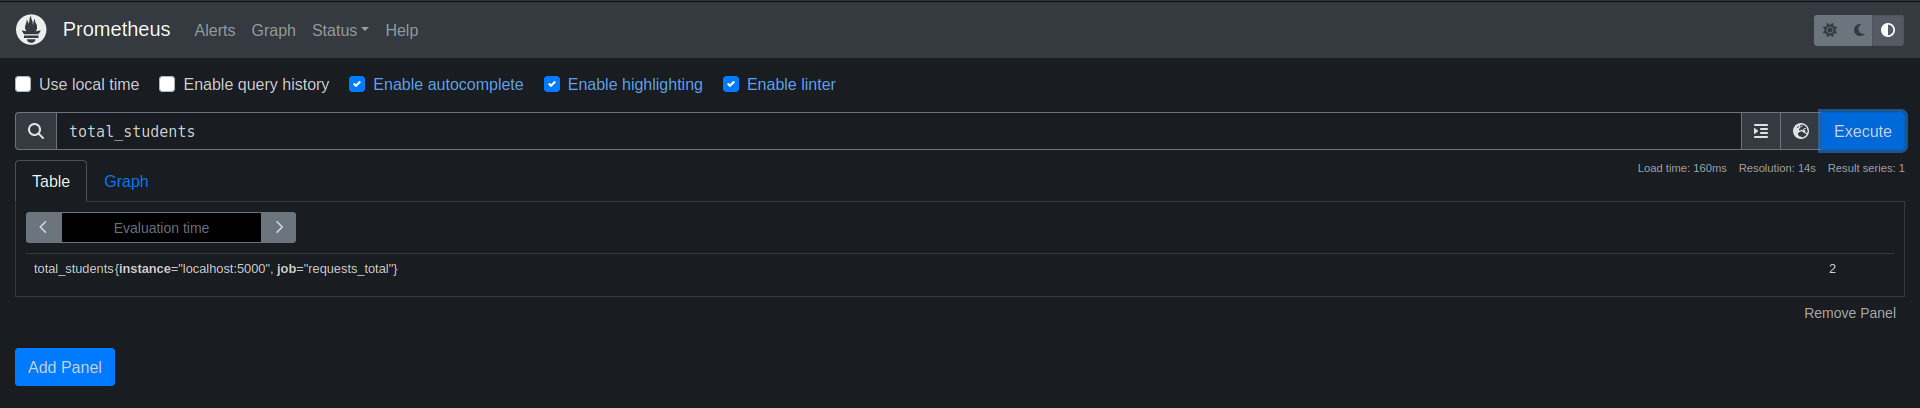 Prometheus Alerts Graph Status Help
Use local time Enable query history Enable autocomplete Enable highlighting Enable linter
total_students Execute
Table Graph Load time: 160ms Resolution: 14s Result series: 1
Evaluation time
total_students{instance="localhost:5000", job="requests_total"} 2
Remove Panel
Add Panel